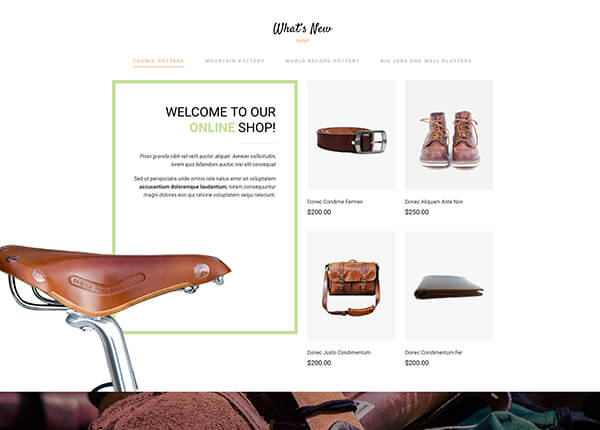 What's New
COSMIC POTTERY MOUNTAIN POTTERY WORLD RECORD POTTERY BIG JARS AND WALL PLATTERS
WELCOME TO OUR
ONLINE SHOP!
Proin gravida nibh vel velit auctor aliquet. Aenean sollicitudin,
lorem quis bibendum auctor, nisi elit consequat
Sed ut perspiciatis unde omnis iste natus error sit voluptatem
accusantium doloremque laudantium, totam consequuntur
magni dolores eos qui ratione voluptatem sequi nesciunt.
Donec Condime Fermen
$200.00
Donec Aliquam Ante Non
$250.00
Donec Justo Condimentum
$200.00
Donec Condimentum Fer
$200.00